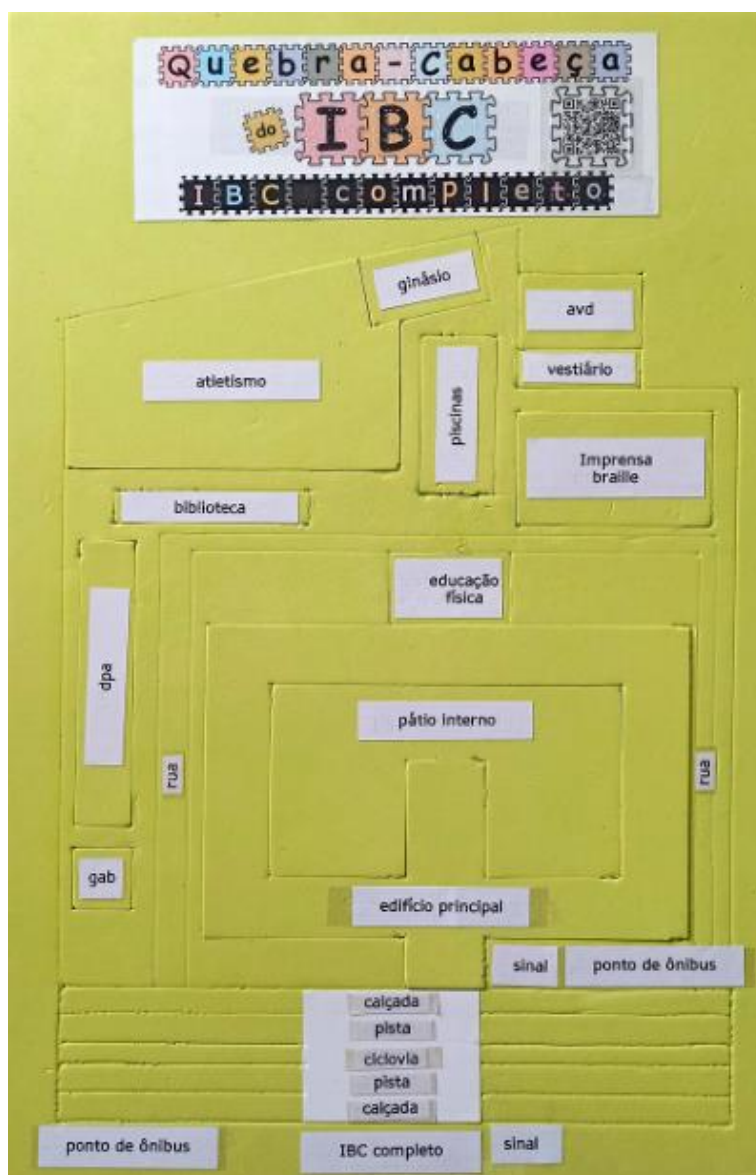 Quebra-Cabeça
do IBC
IBC completo
ginásio
avd
atletismo
vestiário
piscinas
Imprensa
braille
biblioteca
educação
física
dpa
pátio interno
rua
rua
gab
edifício principal
sinal
ponto de ônibus
calçada
pista
ciclovia
pista
calçada
ponto de ônibus
IBC completo
sinal